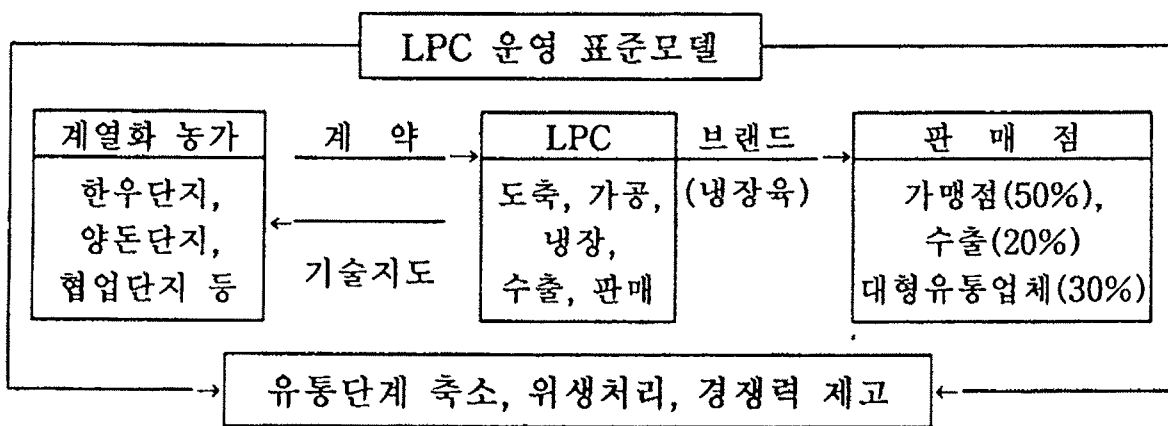 LPC 운영 표준모델
계열화 농가
한우단지,
양돈단지,
협업단지 등
계 약
기술지도
LPC
도축, 가공,
냉장,
수출, 판매
브랜드
(냉장육)
판 매 점
가맹점(50%),
수출(20%)
대형유통업체(30%)
유통단계 축소, 위생처리, 경쟁력 제고